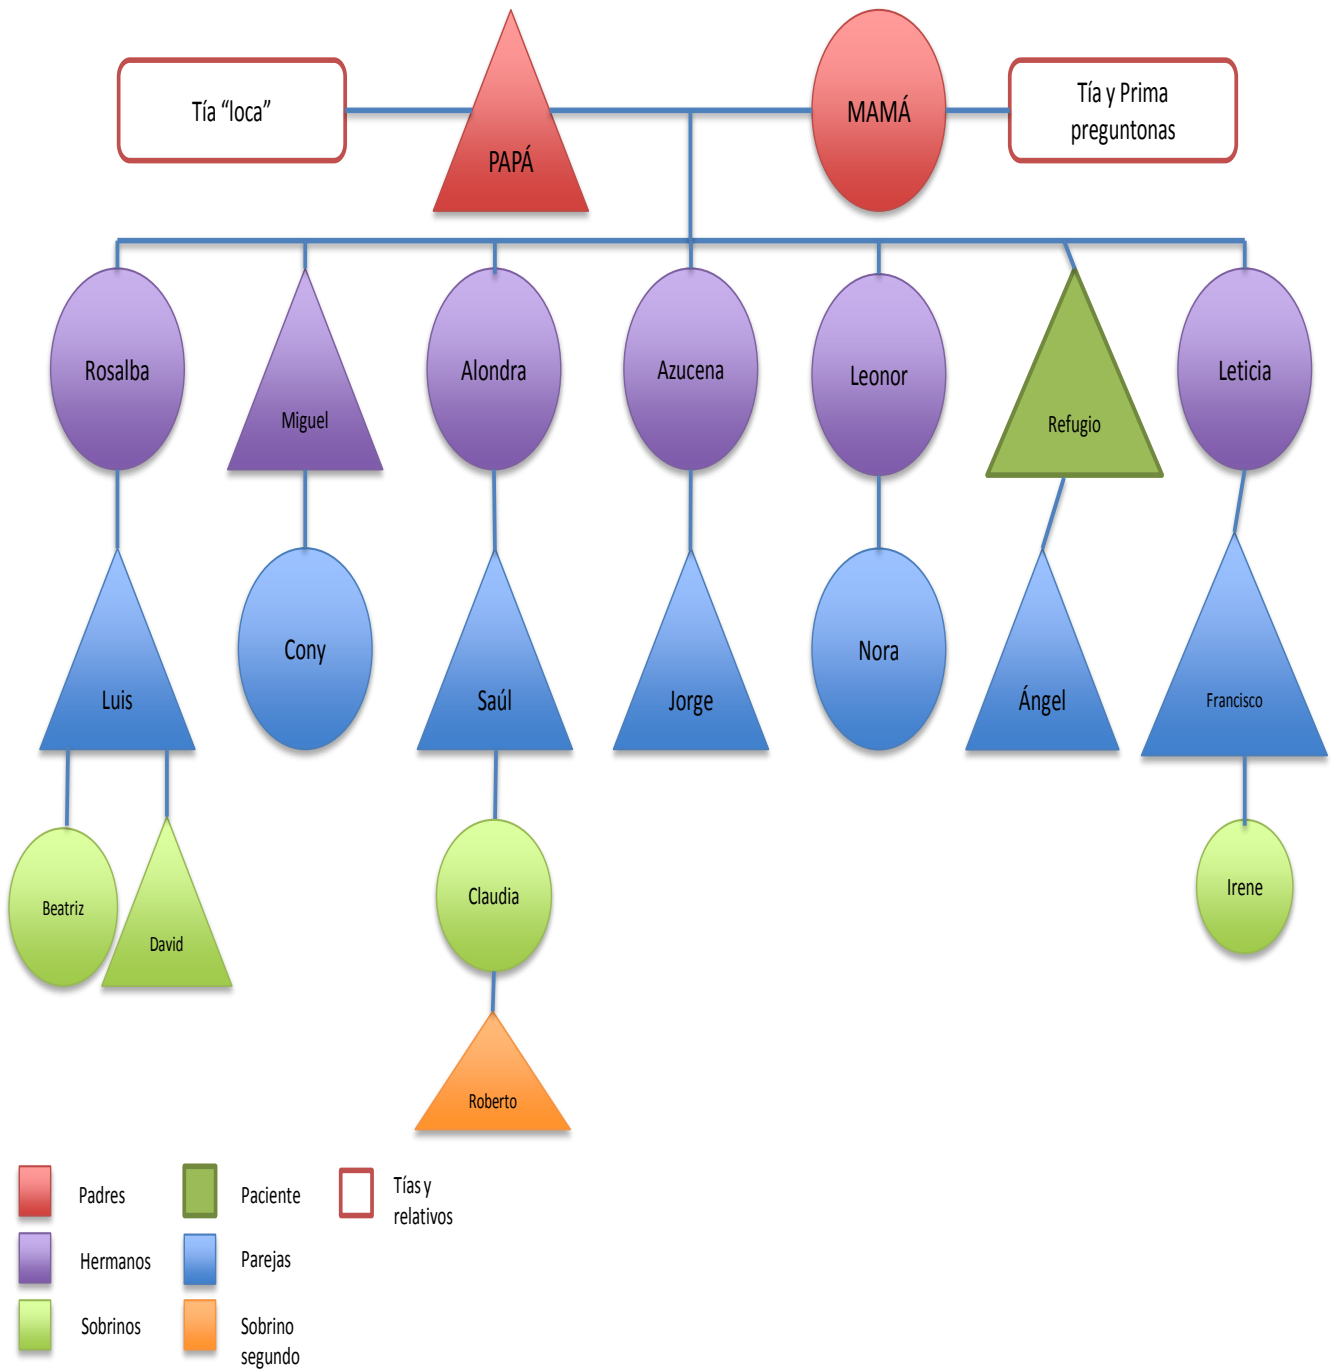 Tía “loca”
PAPÁ
MAMÁ
Tía y Prima
preguntonas
Rosalba
Miguel
Alondra
Azucena
Leonor
Refugio
Leticia
Luis
Cony
Saúl
Jorge
Nora
Ángel
Francisco
Beatriz
David
Claudia
Irene
Roberto
Padres
Paciente
Tías y
relativos
Hermanos
Parejas
Sobrinos
Sobrino
segundo